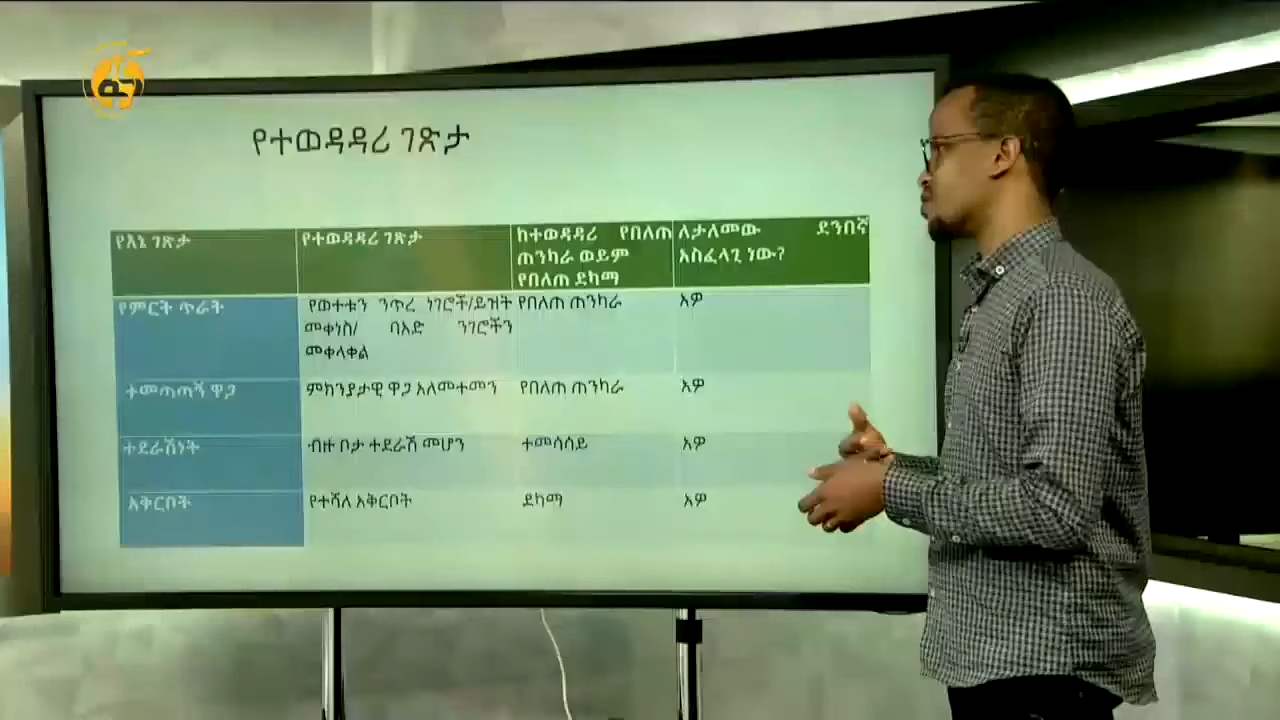 የተወዳዳሪ ገጽታ
የእኔ ገጽታ
የተወዳዳሪ ገጽታ
ከተወዳዳሪ የበለጠ
ጠንካራ ወይም
የበለጠ ደካማ
ለታለመው ደንበኛ
አስፈላጊ ነው?
የምርት ጥራት
የወተቱን ንጥረ ነገሮች/ይዝት
መቀነስ/ ባእድ ንገሮችን
መቀላቀል
የበለጠ ጠንካራ
አዎ
ተመጣጣኝ ዋጋ
ምክንያታዊ ዋጋ አለመተመን
የበለጠ ጠንካራ
አዎ
ተደራሽነት
ብዙ ቦታ ተደራሽ መሆን
ተመሳሳይ
አዎ
አቅርቦት
የተሻለ አቅርቦት
ደካማ
አዎ